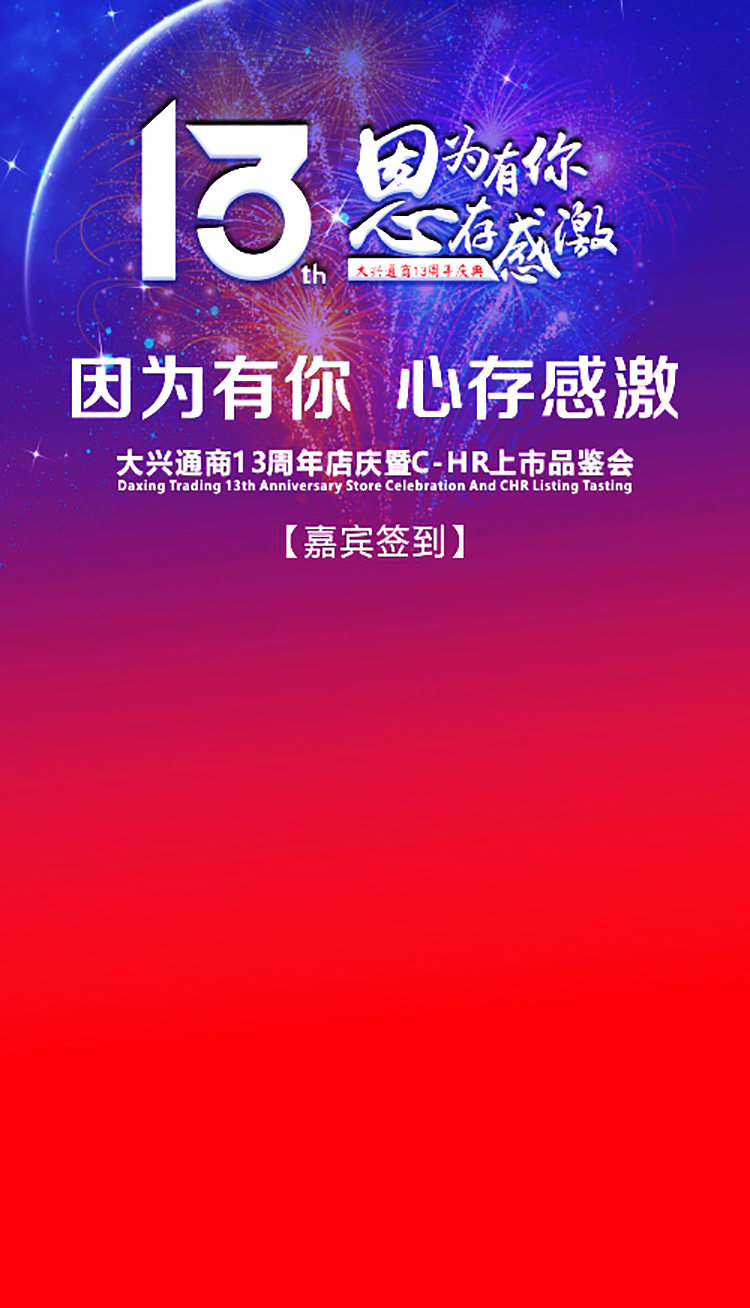 13th
因为有你
心存感激
大兴通商13周年庆典
因为有你 心存感激
大兴通商13周年店庆暨C-HR上市品鉴会
Daxing Trading 13th Anniversary Store Celebration And CHR Listing Tasting
【嘉宾签到】